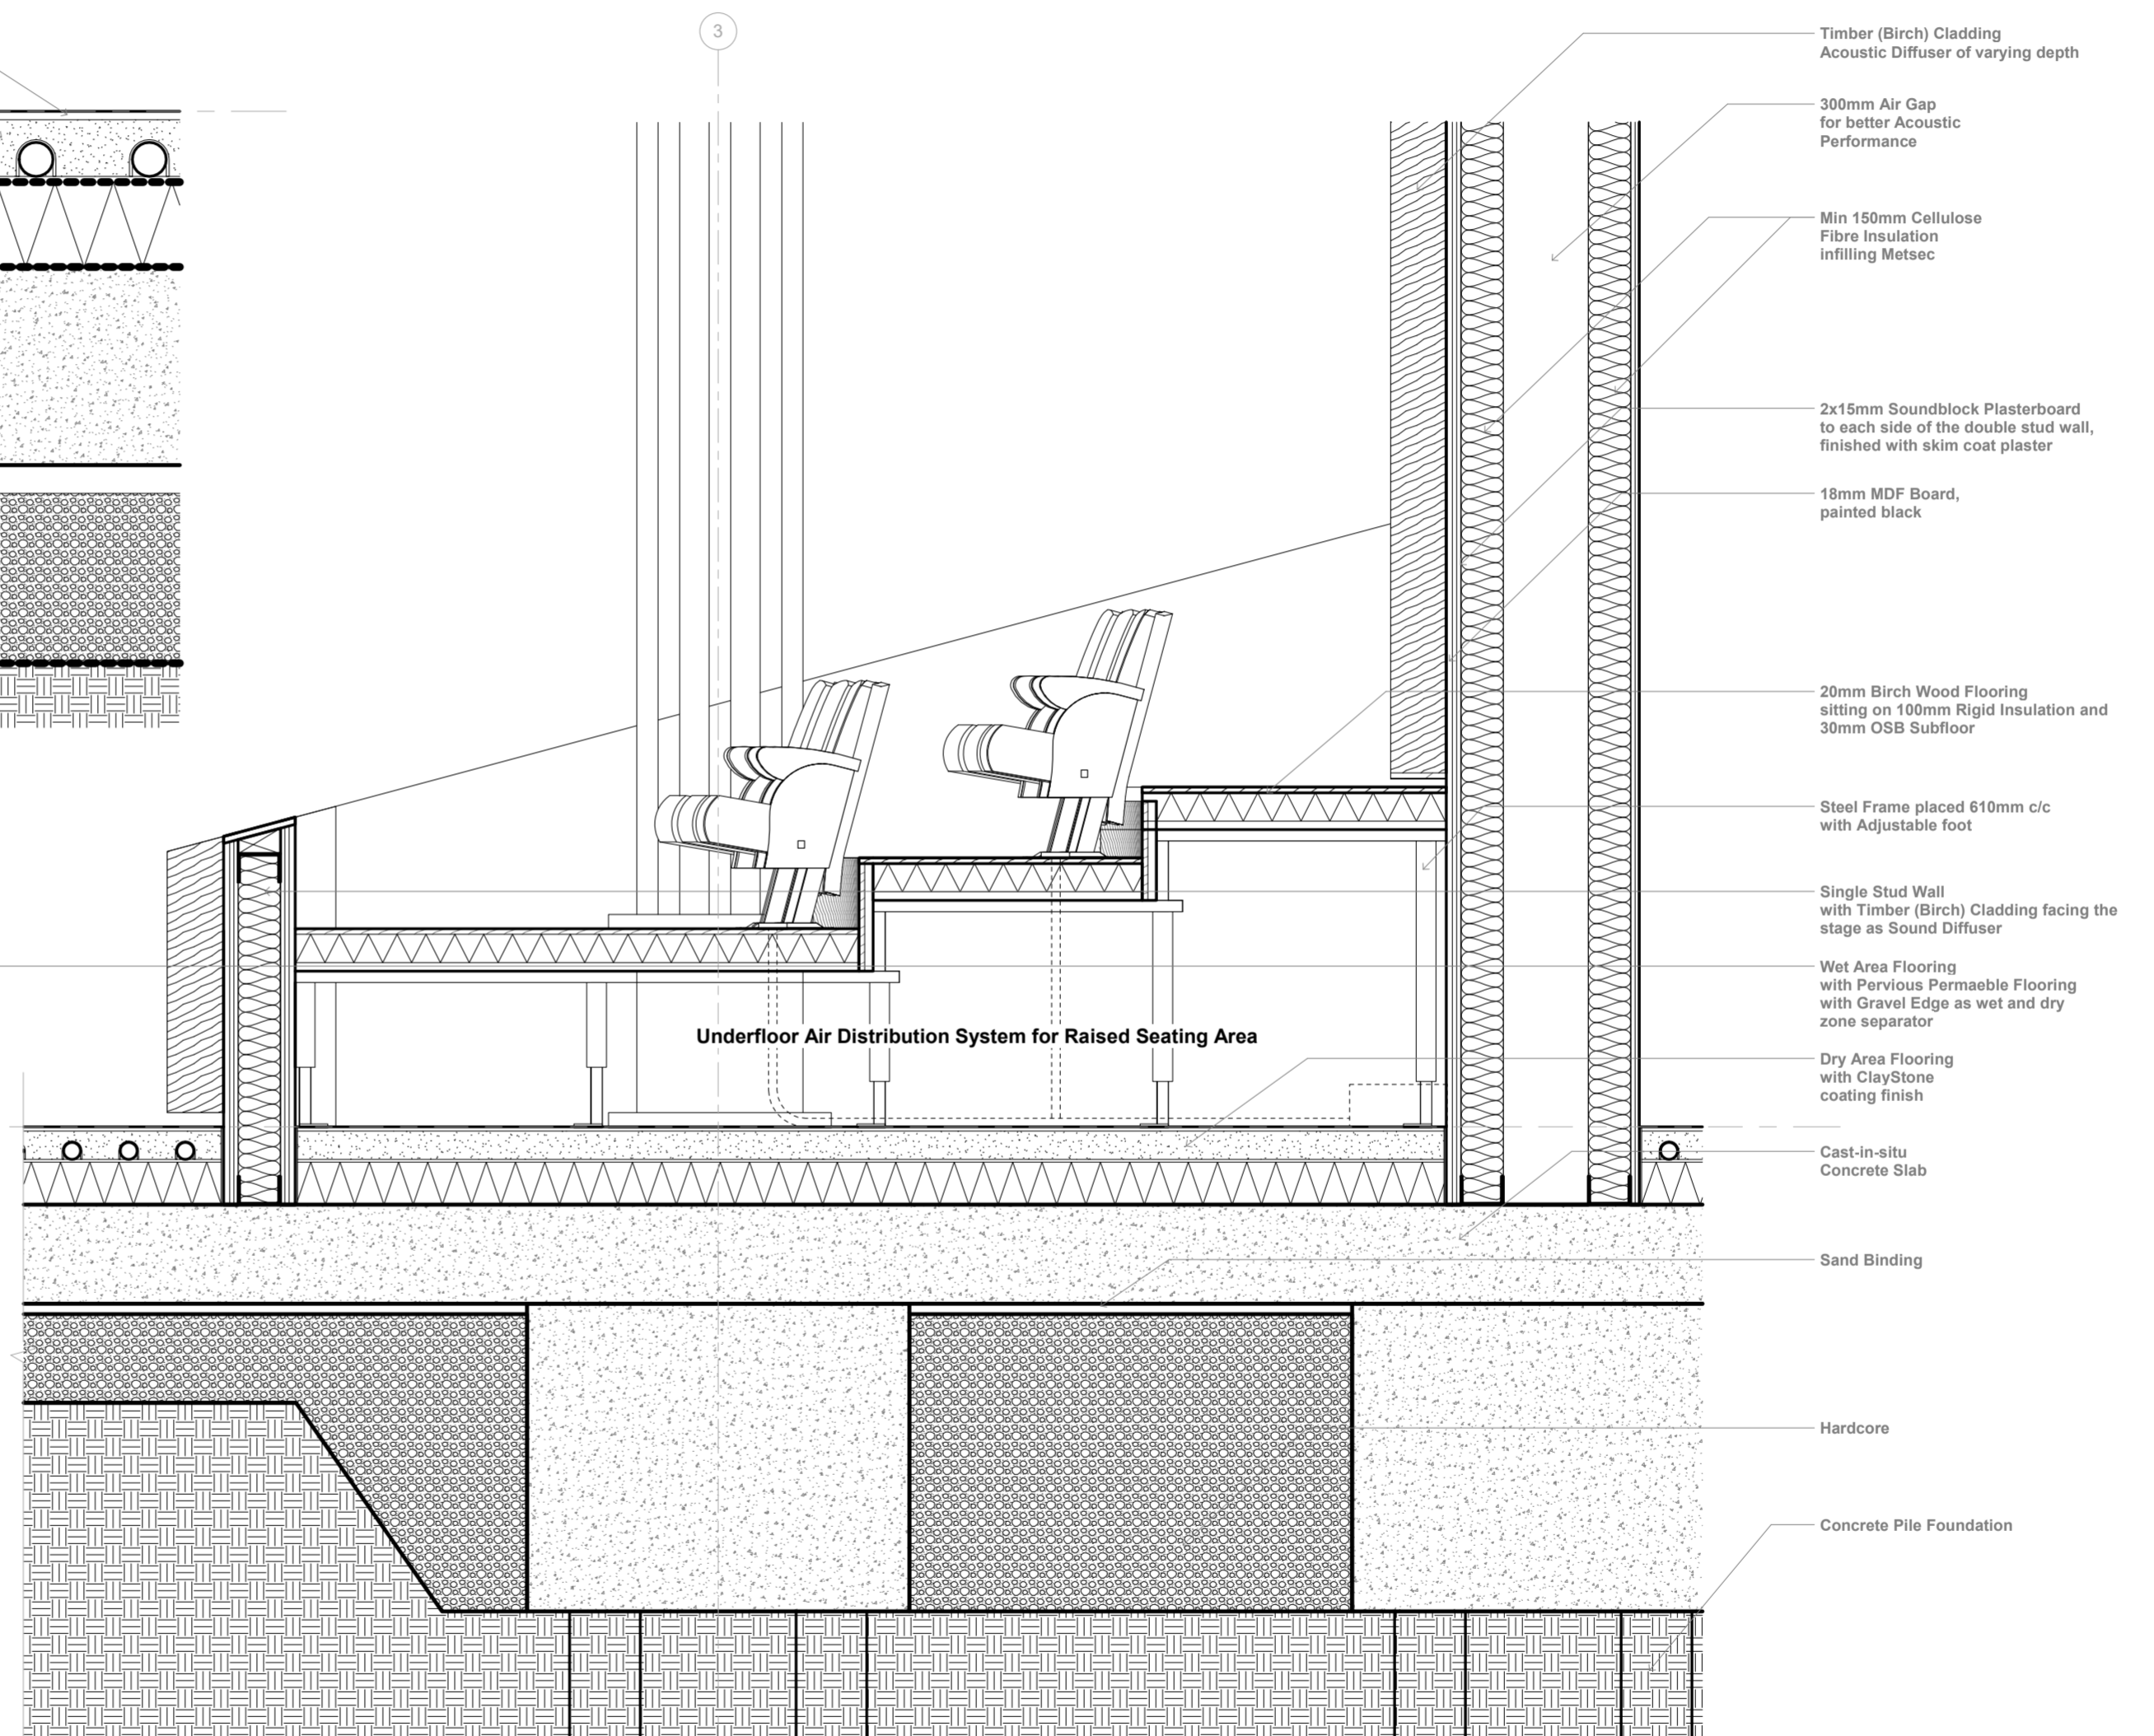 3
Timber (Birch) Cladding
Acoustic Diffuser of varying depth
300mm Air Gap
for better Acoustic
Performance
Min 150mm Cellulose
Fibre Insulation
infilling Metsec
2x15mm Soundblock Plasterboard
to each side of the double stud wall,
finished with skim coat plaster
18mm MDF Board,
painted black
20mm Birch Wood Flooring
sitting on 100mm Rigid Insulation and
30mm OSB Subfloor
Steel Frame placed 610mm c/c
with Adjustable foot
Single Stud Wall
with Timber (Birch) Cladding facing the
stage as Sound Diffuser
Wet Area Flooring
with Pervious Permaeble Flooring
with Gravel Edge as wet and dry
zone separator
Underfloor Air Distribution System for Raised Seating Area
Dry Area Flooring
with ClayStone
coating finish
Cast-in-situ
Concrete Slab
Sand Binding
Hardcore
Concrete Pile Foundation